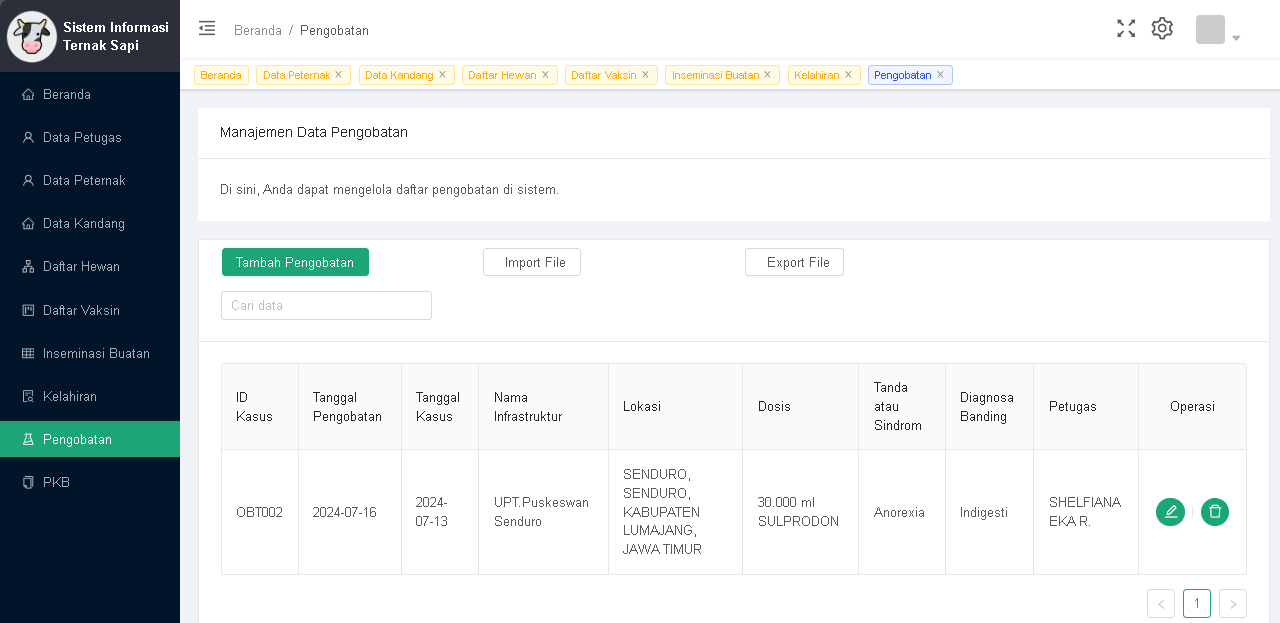 Sistem Informasi
Ternak Sapi
Beranda
Data Petugas
Data Peternak
Data Kandang
Daftar Hewan
Daftar Vaksin
Inseminasi Buatan
Kelahiran
Pengobatan
PKB
Beranda / Pengobatan
Beranda Data Peternak × Data Kandang × Daftar Hewan × Daftar Vaksin × Inseminasi Buatan × Kelahiran × Pengobatan ×
Manajemen Data Pengobatan
Di sini, Anda dapat mengelola daftar pengobatan di sistem.
Tambah Pengobatan Import File Export File
Cari data
ID
Kasus
Tanggal
Pengobatan
Tanggal
Kasus
Nama
Infrastruktur
Lokasi
Dosis
Tanda
atau
Sindrom
Diagnosa
Banding
Petugas
Operasi
OBT002
2024-07-16
2024-
07-13
UPT.Puskeswan
Senduro
SENDURO,
SENDURO,
KABUPATEN
LUMAJANG,
JAWA TIMUR
30.000 ml
SULPRODON
Anorexia
Indigesti
SHELFIANA
EKA R.
< 1 >